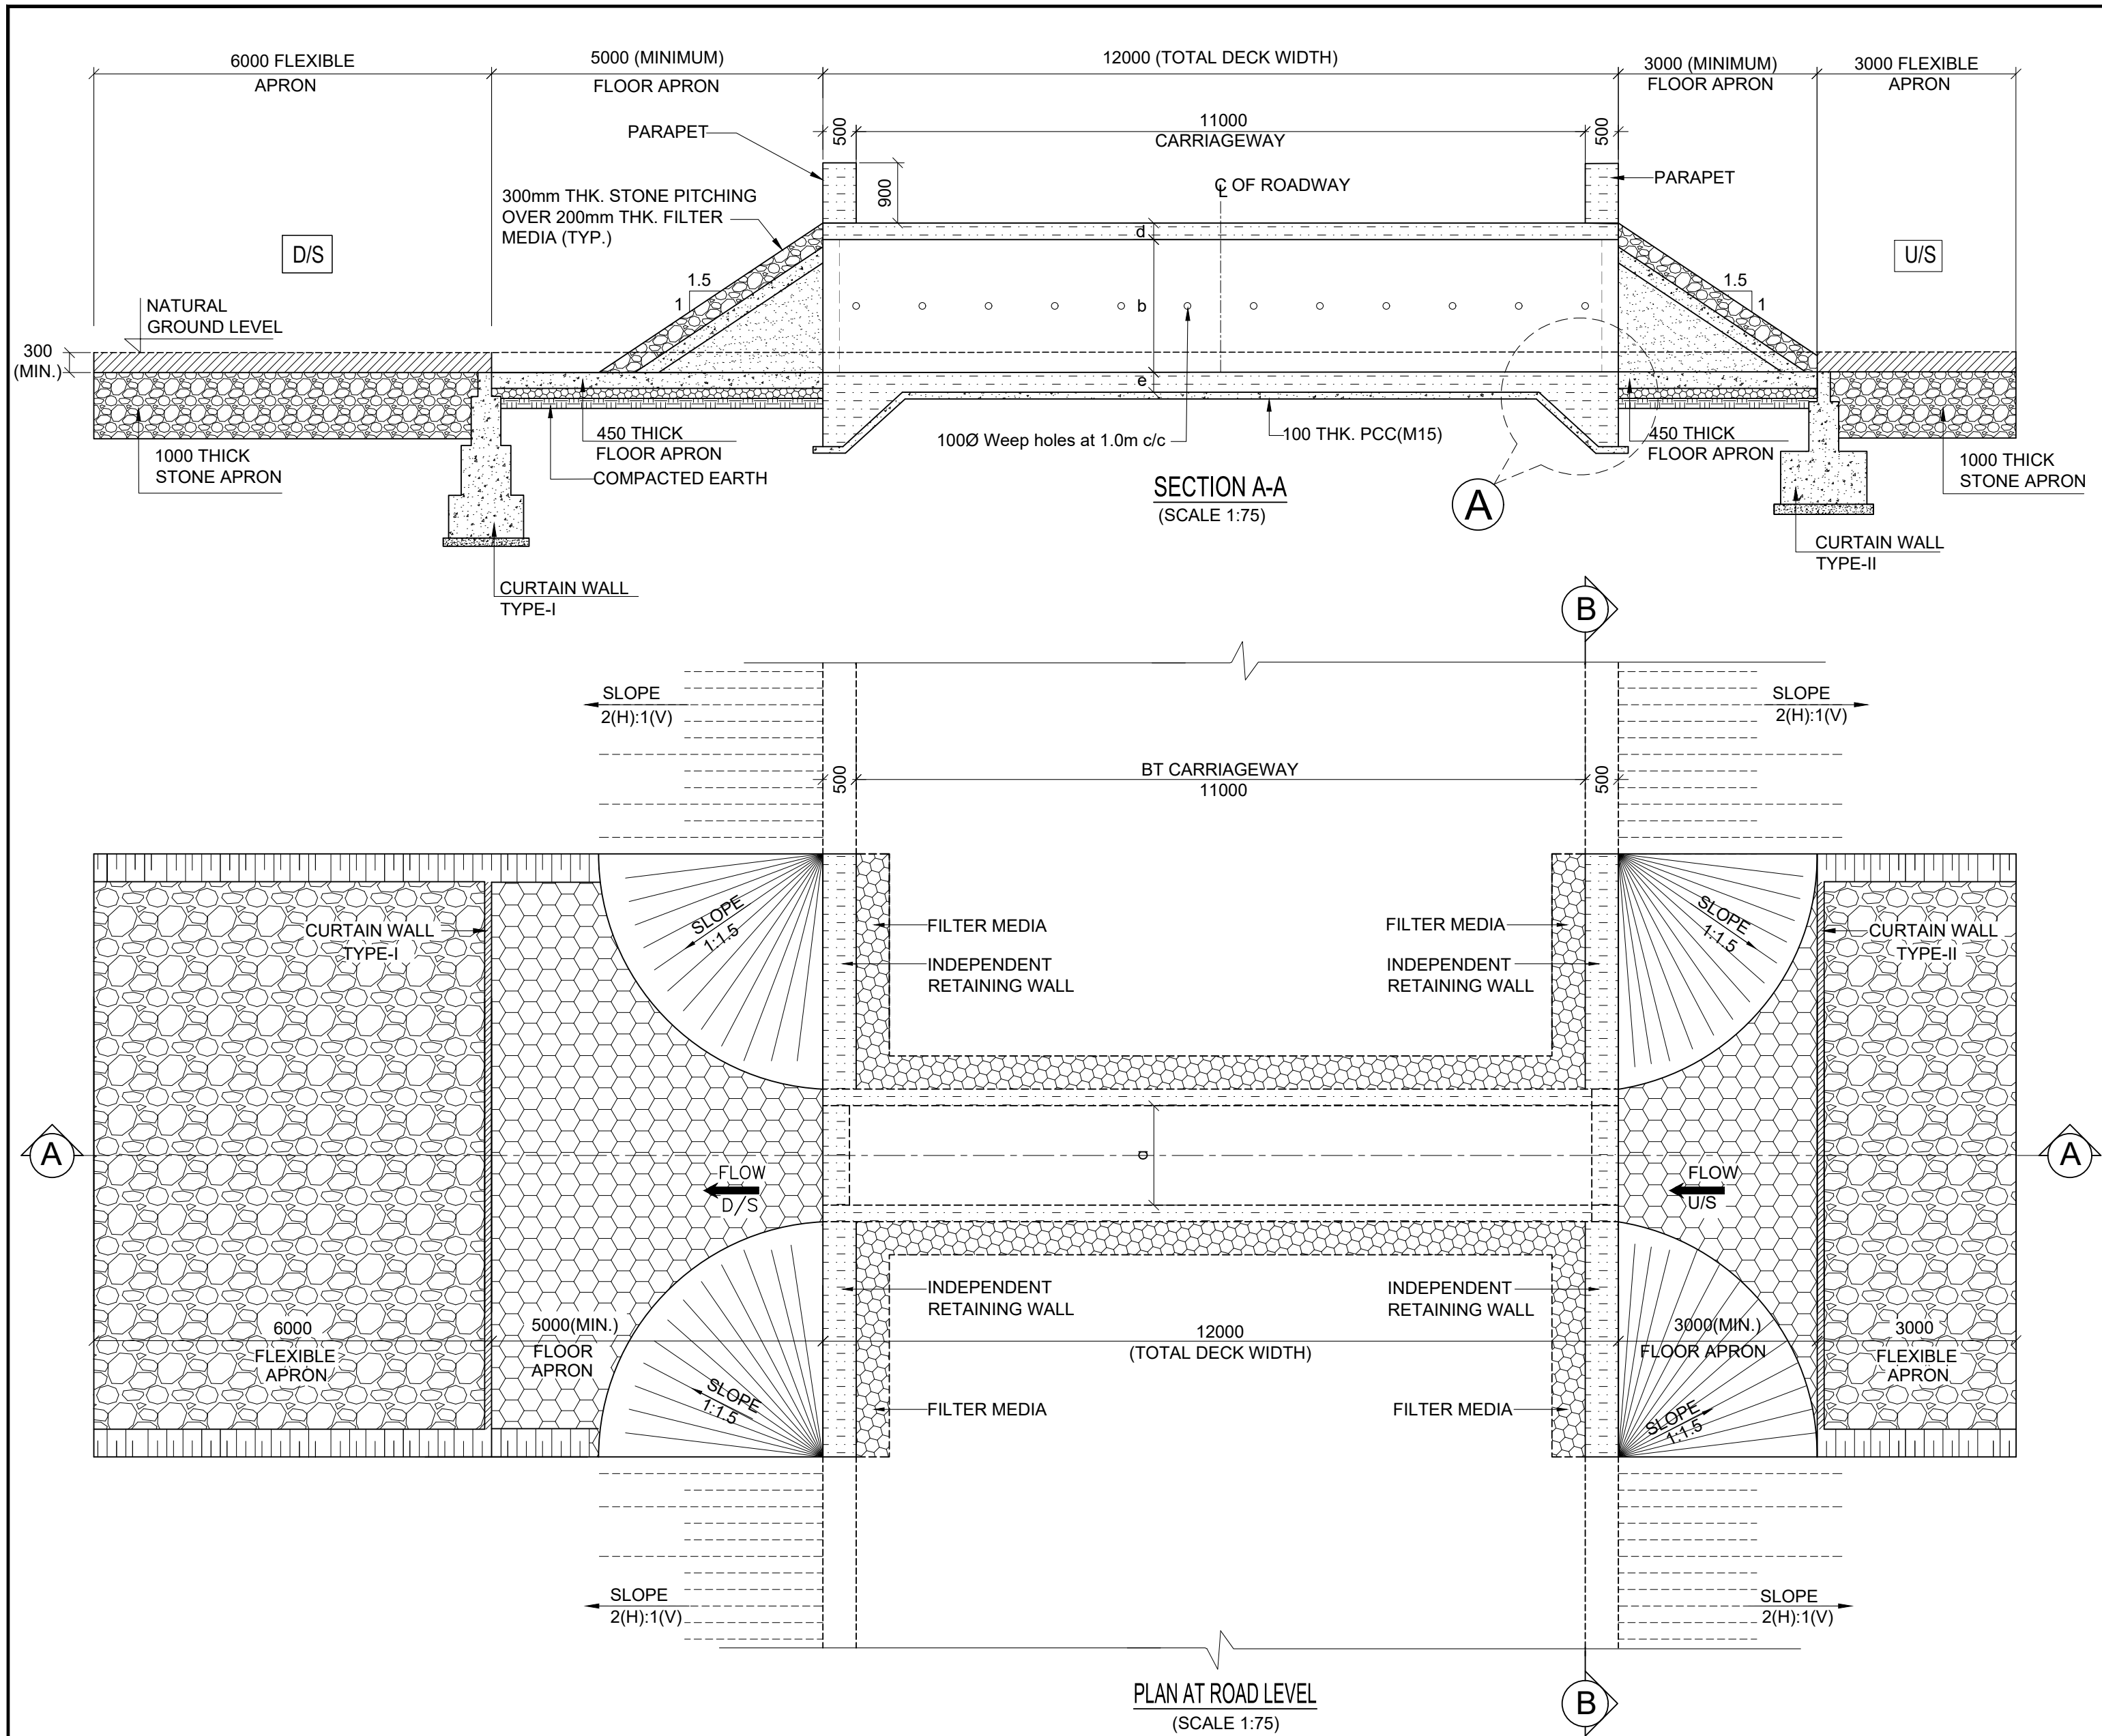 6000 FLEXIBLE
APRON
5000 (MINIMUM)
FLOOR APRON
12000 (TOTAL DECK WIDTH)
3000 (MINIMUM)
FLOOR APRON
3000 FLEXIBLE
APRON
500
11000
CARRIAGEWAY
500
PARAPET
900
PARAPET
300mm THK. STONE PITCHING
OVER 200mm THK. FILTER
MEDIA (TYP.)
℄ OF ROADWAY
D/S
d
U/S
1.5
1
1.5
1
NATURAL
GROUND LEVEL
b
300
(MIN.)
e
1000 THICK
STONE APRON
450 THICK
FLOOR APRON
COMPACTED EARTH
100Ø Weep holes at 1.0m c/c
100 THK. PCC(M15)
450 THICK
FLOOR APRON
1000 THICK
STONE APRON
SECTION A-A
(SCALE 1:75)
A
CURTAIN WALL
TYPE-I
CURTAIN WALL
TYPE-II
B
SLOPE
2(H):1(V)
SLOPE
2(H):1(V)
500
BT CARRIAGEWAY
11000
500
CURTAIN WALL
TYPE-I
SLOPE
1:1.5
FILTER MEDIA
INDEPENDENT
RETAINING WALL
FILTER MEDIA
INDEPENDENT
RETAINING WALL
SLOPE
1:1.5
CURTAIN WALL
TYPE-II
A
FLOW
D/S
a
FLOW
U/S
A
INDEPENDENT
RETAINING WALL
INDEPENDENT
RETAINING WALL
6000
FLEXIBLE
APRON
5000(MIN.)
FLOOR
APRON
12000
(TOTAL DECK WIDTH)
3000(MIN.)
FLOOR APRON
3000
FLEXIBLE
APRON
SLOPE
1:1.5
FILTER MEDIA
FILTER MEDIA
SLOPE
1:1.5
SLOPE
2(H):1(V)
SLOPE
2(H):1(V)
PLAN AT ROAD LEVEL
(SCALE 1:75)
B